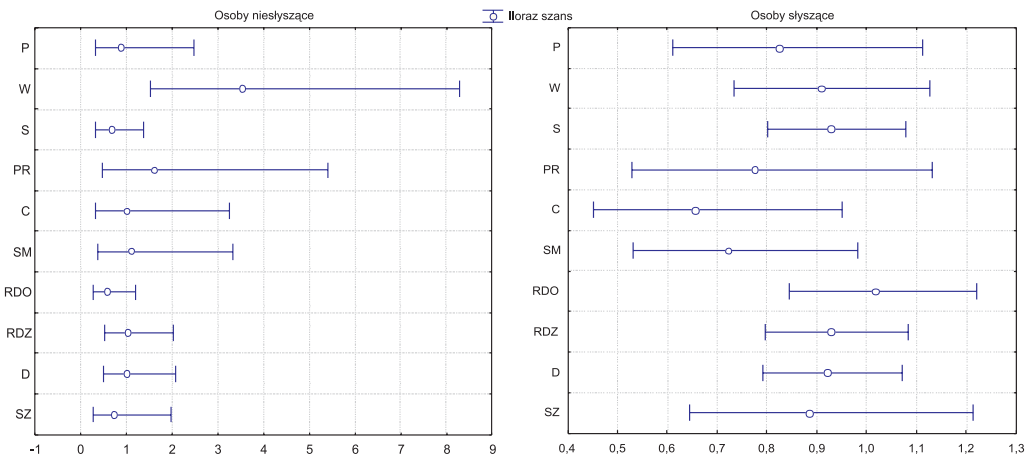 Osoby niesłyszące
Iloraz szans
Osoby słyszące
P
W
S
PR
C
SM
RDO
RDZ
D
SZ
-1 0 1 2 3 4 5 6 7 8 9
P
W
S
PR
C
SM
RDO
RDZ
D
SZ
0,4 0,5 0,6 0,7 0,8 0,9 1,0 1,1 1,2 1,3